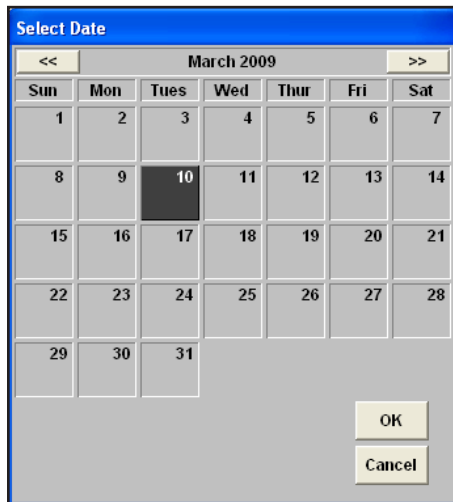 Select Date
<< March 2009 >>
Sun Mon Tues Wed Thur Fri Sat
1 2 3 4 5 6 7
8 9 10 11 12 13 14
15 16 17 18 19 20 21
22 23 24 25 26 27 28
29 30 31
OK
Cancel